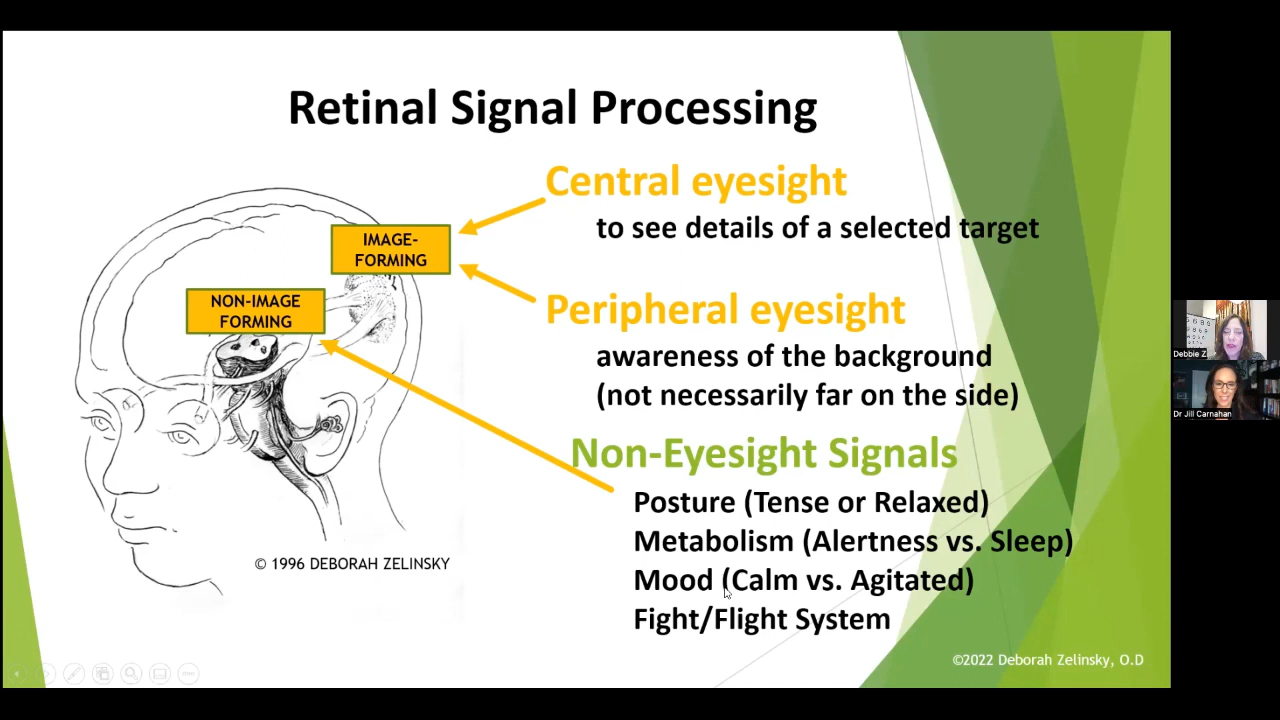 Retinal Signal Processing
Central eyesight
to see details of a selected target
IMAGE-
FORMING
NON-IMAGE
FORMING
Peripheral eyesight
awareness of the background
(not necessarily far on the side)
Non-Eyesight Signals
Posture (Tense or Relaxed)
Metabolism (Alertness vs. Sleep)
Mood (Calm vs. Agitated)
Fight/Flight System
© 1996 DEBORAH ZELINSKY
©2022 Deborah Zelinsky, O.D
Debbie Z
Dr Jill Carnahan